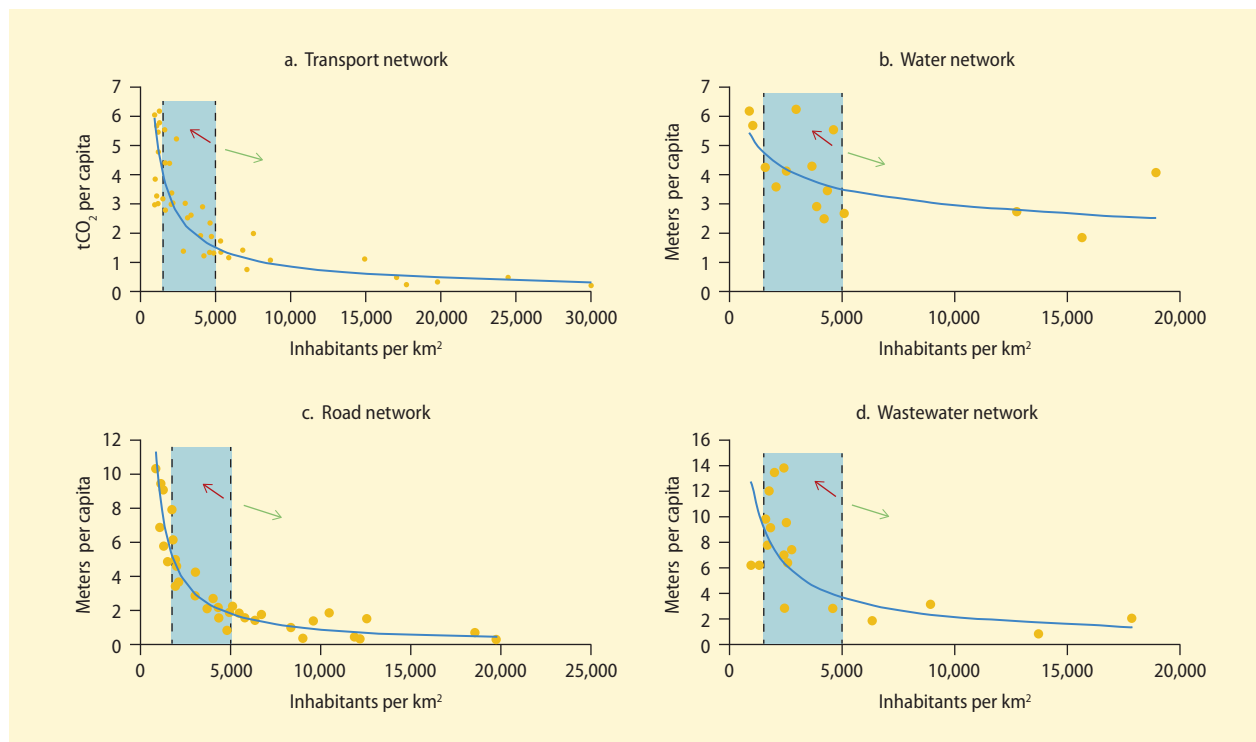 a. Transport network
7
6
5
4
3
2
1
0
tCO2 per capita
0 5,000 10,000 15,000 20,000 25,000 30,000
Inhabitants per km2
b. Water network
7
6
5
4
3
2
1
0
Meters per capita
0 5,000 10,000 15,000 20,000
Inhabitants per km2
c. Road network
12
10
8
6
4
2
0
Meters per capita
0 5,000 10,000 15,000 20,000 25,000
Inhabitants per km2
d. Wastewater network
16
14
12
10
8
6
4
2
0
Meters per capita
0 5,000 10,000 15,000 20,000
Inhabitants per km2